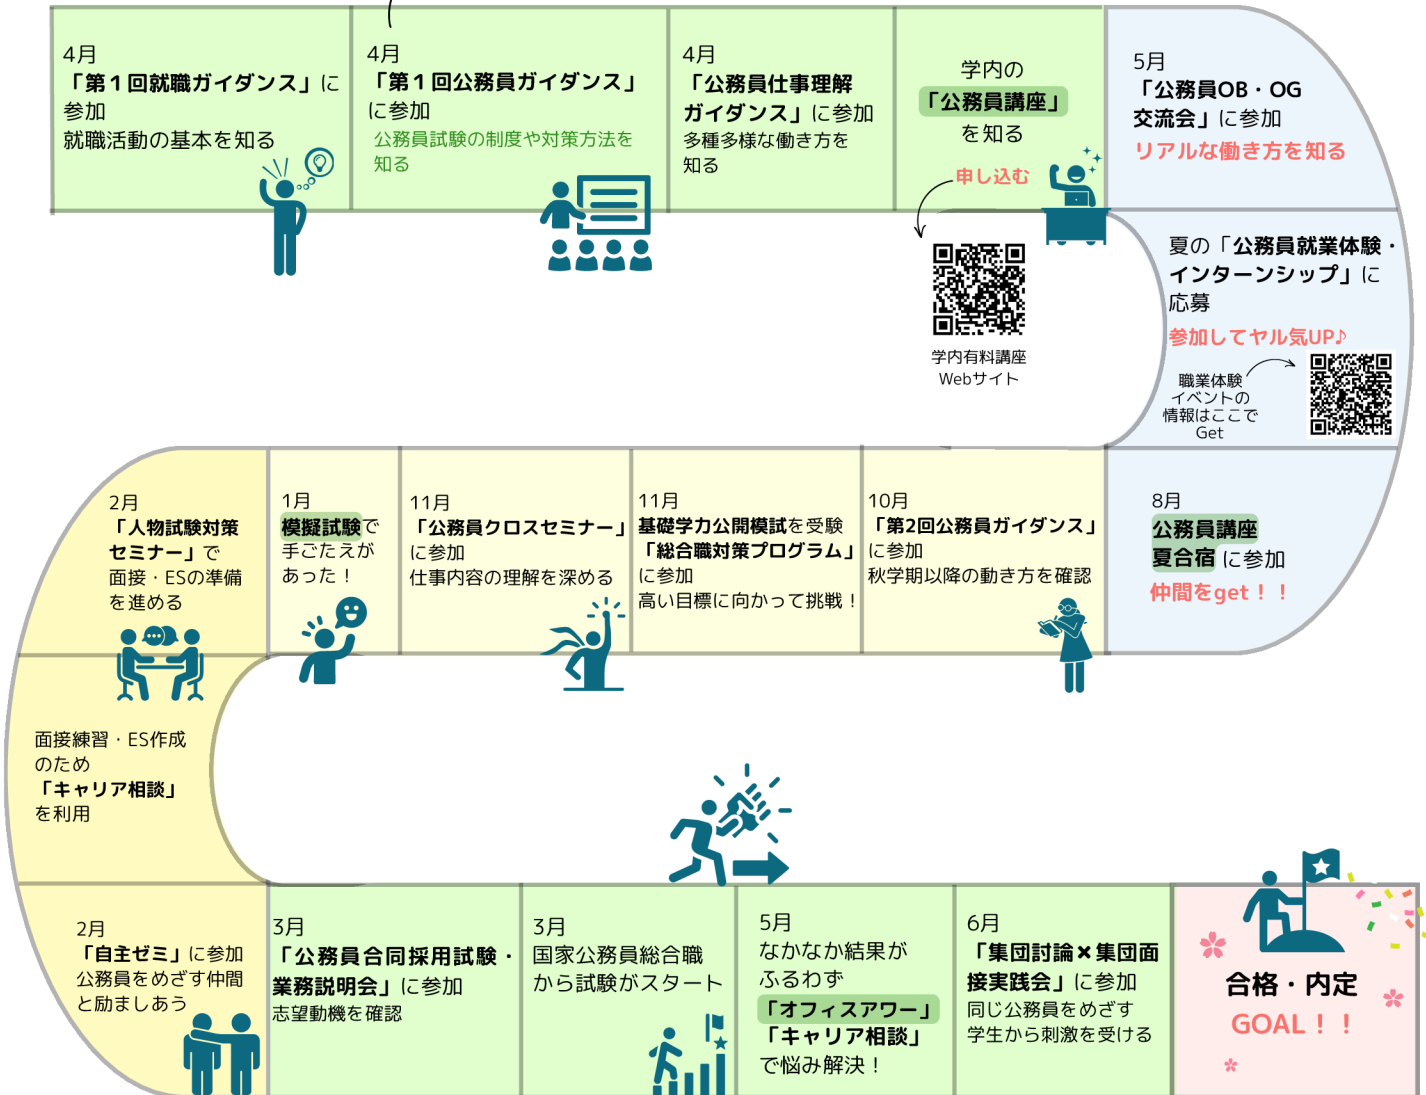 4月
「第１回就職ガイダンス」に
参加
就職活動の基本を知る
4月
「第１回公務員ガイダンス」
に参加
公務員試験の制度や対策方法を
知る
4月
「公務員仕事理解
ガイダンス」に参加
多種多様な働き方を
知る
学内の
「公務員講座」
を知る
申し込む
学内有料講座
Webサイト
5月
「公務員OB・OG
交流会」に参加
リアルな働き方を知る
夏の「公務員就業体験・
インターンシップ」に
応募
参加してヤル気UP♪
職業体験
イベントの
情報はここで
Get
8月
公務員講座
夏合宿 に参加
仲間をget！！
10月
「第2回公務員ガイダンス」
に参加
秋学期以降の動き方を確認
11月
基礎学力公開模試を受験
「総合職対策プログラム」
に参加
高い目標に向かって挑戦！
11月
「公務員クロスセミナー」
に参加
仕事内容の理解を深める
1月
模擬試験で
手ごたえが
あった！
2月
「人物試験対策
セミナー」で
面接・ESの準備
を進める
面接練習・ES作成
のため
「キャリア相談」
を利用
2月
「自主ゼミ」に参加
公務員をめざす仲間
と励ましあう
3月
「公務員合同採用試験・
業務説明会」に参加
志望動機を確認
3月
国家公務員総合職
から試験がスタート
5月
なかなか結果が
ふるわず
「オフィスアワー」
「キャリア相談」
で悩み解決！
6月
「集団討論×集団面
接実践会」に参加
同じ公務員をめざす
学生から刺激を受ける
合格・内定
GOAL！！